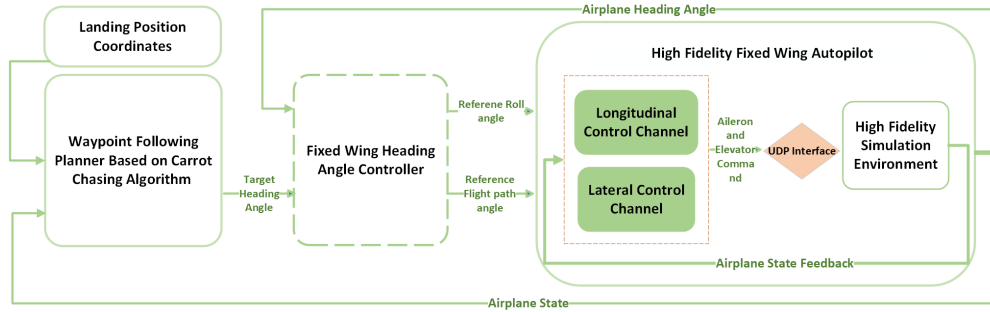 Airplane Heading Angle
Landing Position
Coordinates
High Fidelity Fixed Wing Autopilot
Waypoint Following
Planner Based on Carrot
Chasing Algorithm
Target
Heading
Angle
Fixed Wing Heading
Angle Controller
Referene Roll
angle
Reference
Flight path
angle
Longitudinal
Control Channel
Lateral Control
Channel
Aileron
and
Elevator
Comma
nd
UDP Interface
High Fidelity
Simulation
Environment
Airplane State Feedback
Airplane State